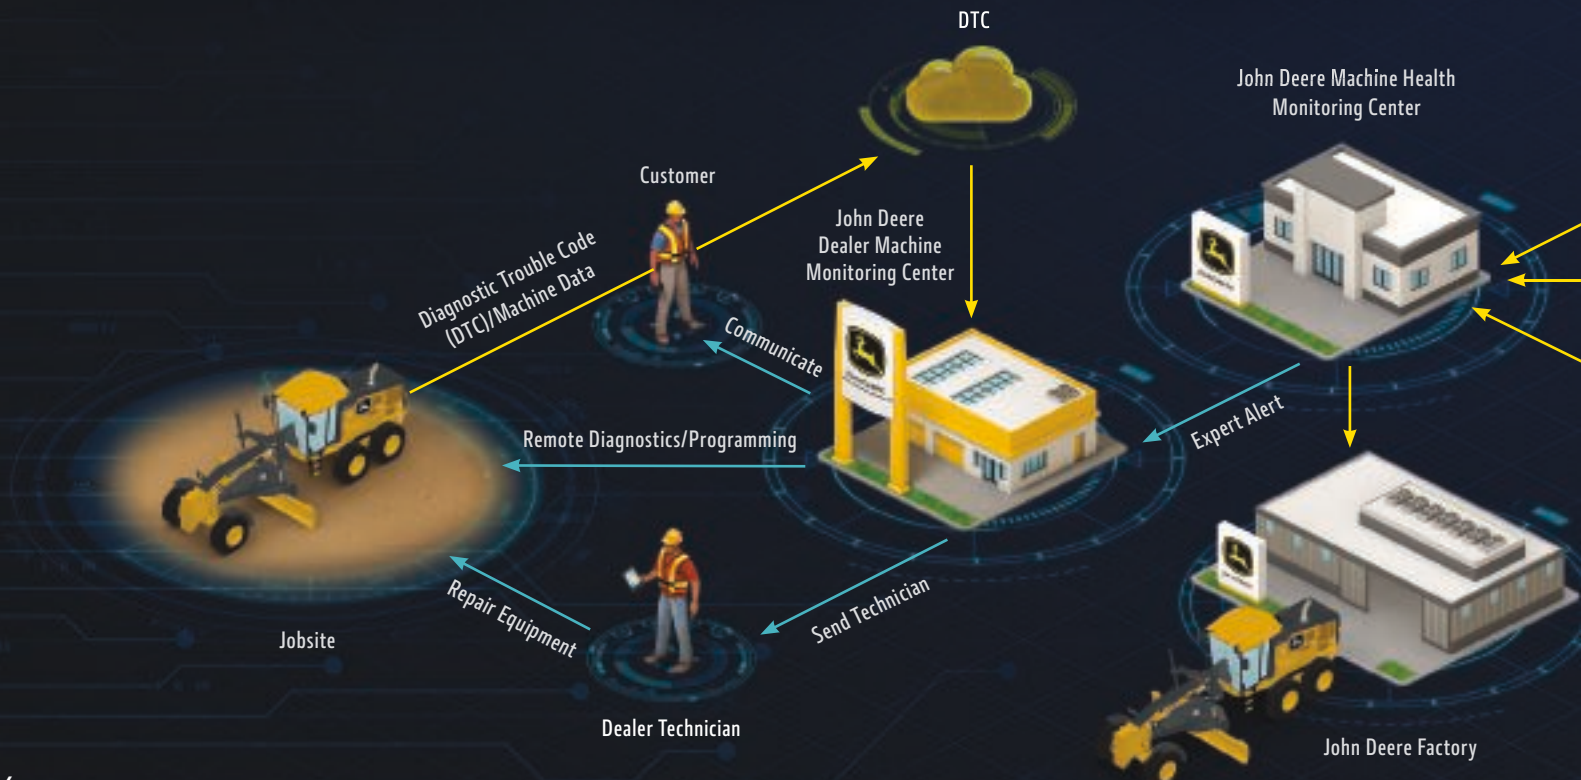 DTC
John Deere Machine Health
Monitoring Center
Customer
John Deere
Dealer Machine
Monitoring Center
Diagnostic Trouble Code
(DTC)/Machine Data
Communicate
Remote Diagnostics/Programming
Expert Alert
Repair Equipment
Send Technician
Jobsite
Dealer Technician
John Deere Factory